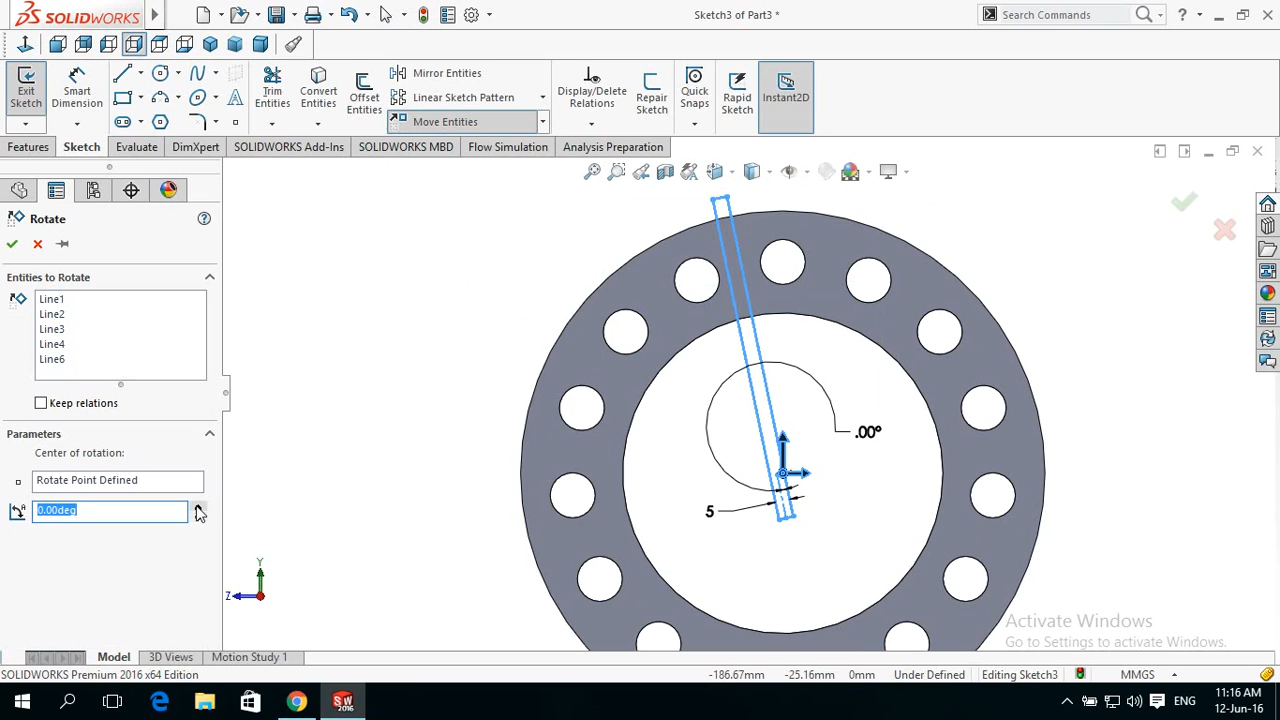 SOLIDWORKS
Sketch3 of Part3 *
Search Commands
Exit Sketch
Smart Dimension
Trim Entities
Convert Entities
Offset Entities
Mirror Entities
Linear Sketch Pattern
Move Entities
Display/Delete Relations
Repair Sketch
Quick Snaps
Rapid Sketch
Instant2D
Features
Sketch
Evaluate
DimXpert
SOLIDWORKS Add-Ins
SOLIDWORKS MBD
Flow Simulation
Analysis Preparation
Rotate
Entities to Rotate
Line1
Line2
Line3
Line4
Line6
Keep relations
Parameters
Center of rotation:
Rotate Point Defined
0.00deg
.00°
5
Y
Z
Activate Windows
Go to Settings to activate Windows.
Model
3D Views
Motion Study 1
SOLIDWORKS Premium 2016 x64 Edition
-186.67mm
-25.16mm
0mm
Under Defined
Editing Sketch3
MMGS
SW
2016
ENG
11:16 AM
12-Jun-16